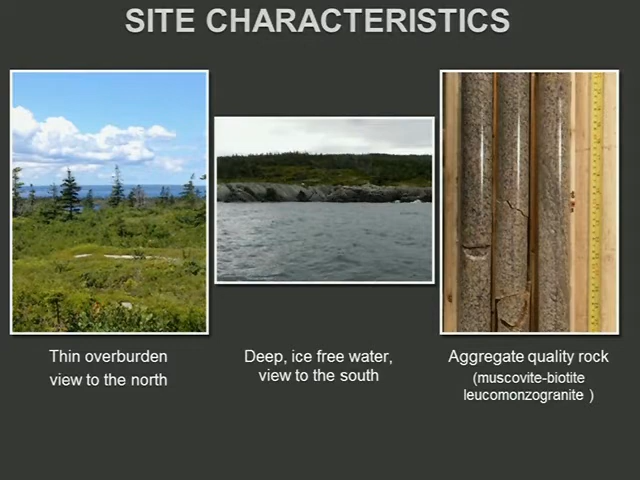 SITE CHARACTERISTICS
Thin overburden
view to the north
Deep, ice free water,
view to the south
Aggregate quality rock
(muscovite-biotite
leucomonzogranite )